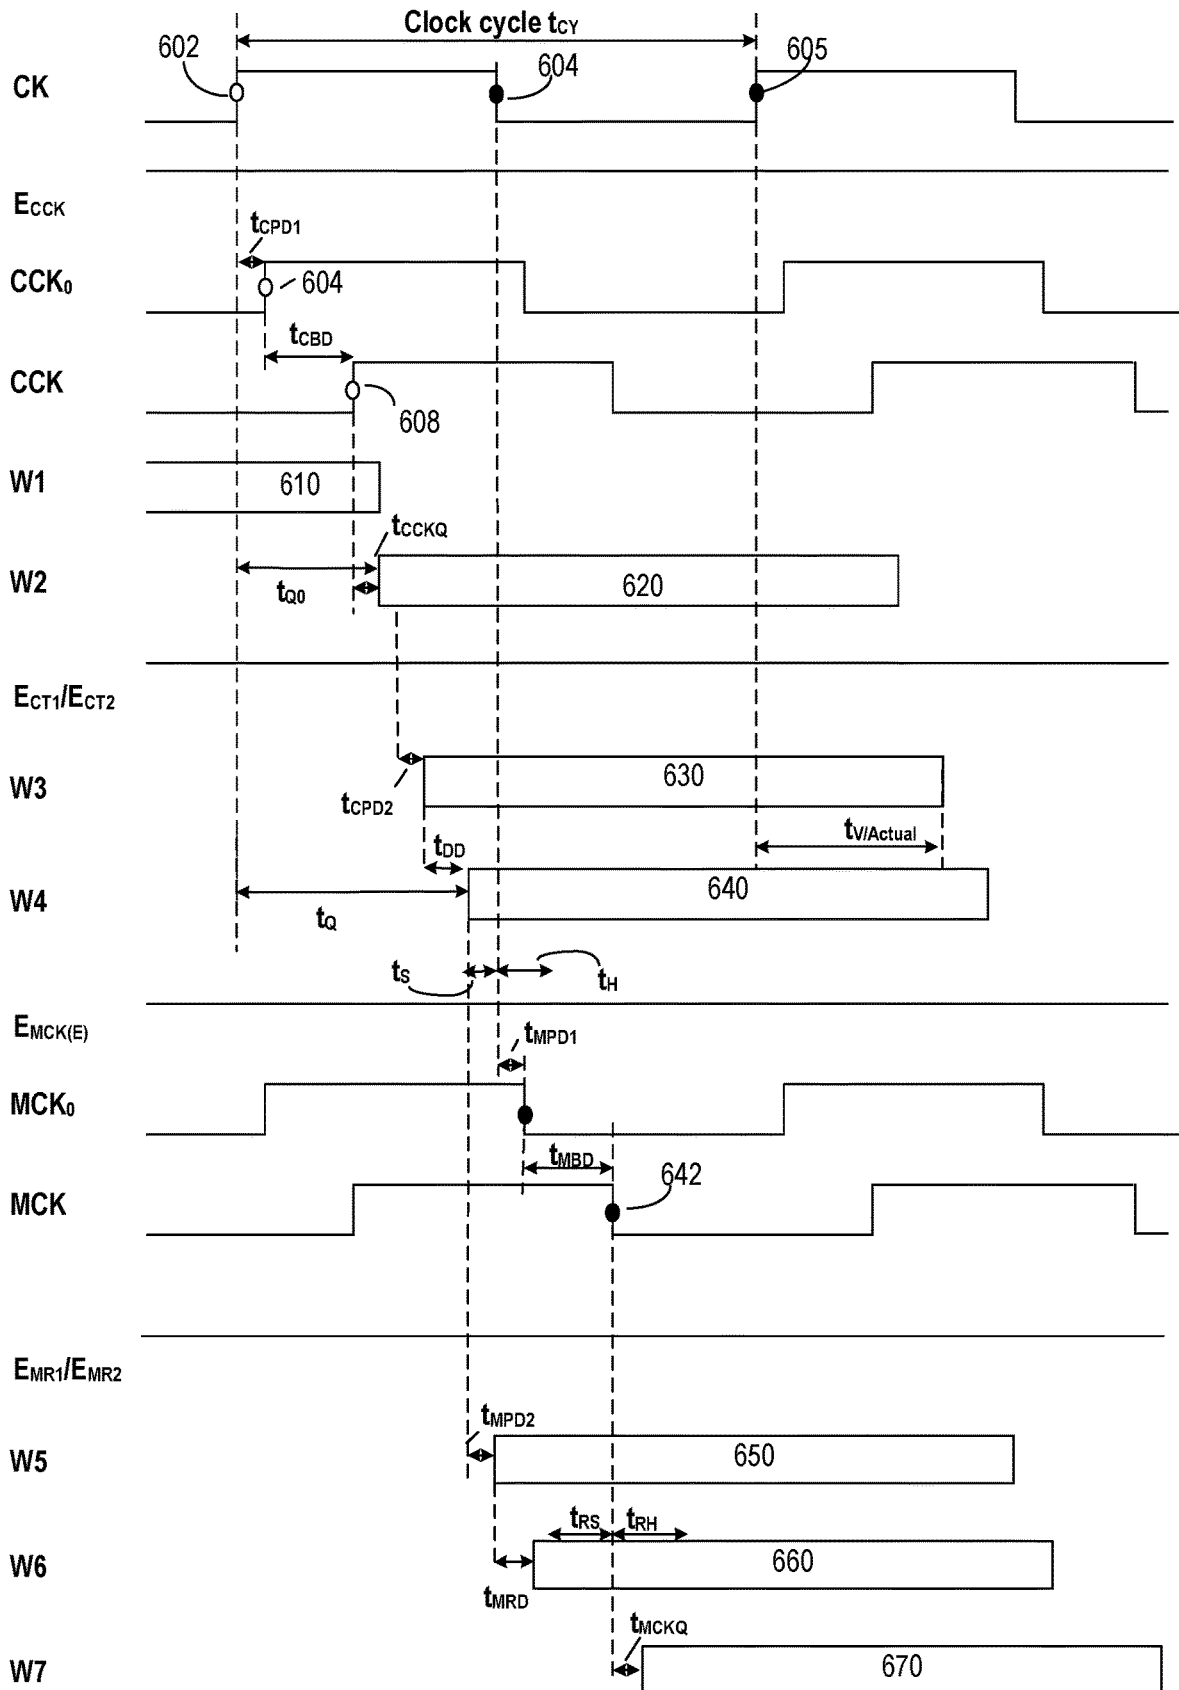 Clock cycle tCY
602
604
605
CK
ECCK
tCPD1
CCK0
604
tCBD
CCK
608
W1
610
tCCKQ
W2
tQ0
620
ECT1/ECT2
W3
630
tCPD2
tV/Actual
tDD
W4
640
tQ
tS
tH
EMCK(E)
tMPD1
MCK0
tMBD
642
MCK
EMR1/EMR2
tMPD2
W5
650
tRS
tRH
W6
660
tMRD
tMCKQ
W7
670